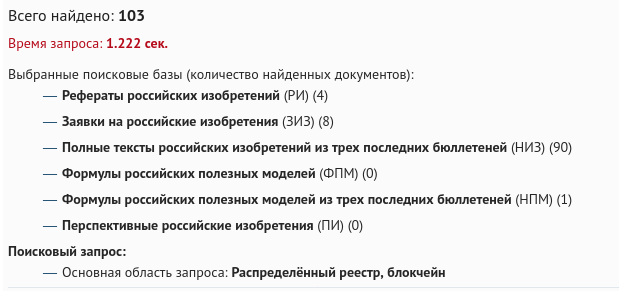 Всего найдено: 103
Время запроса: 1.222 сек.
Выбранные поисковые базы (количество найденных документов):
— Рефераты российских изобретений (РИ) (4)
— Заявки на российские изобретения (ЗИЗ) (8)
— Полные тексты российских изобретений из трех последних бюллетеней (НИЗ) (90)
— Формулы российских полезных моделей (ФПМ) (0)
— Формулы российских полезных моделей из трех последних бюллетеней (НПМ) (1)
— Перспективные российские изобретения (ПИ) (0)
Поисковый запрос:
— Основная область запроса: Распределённый реестр, блокчейн